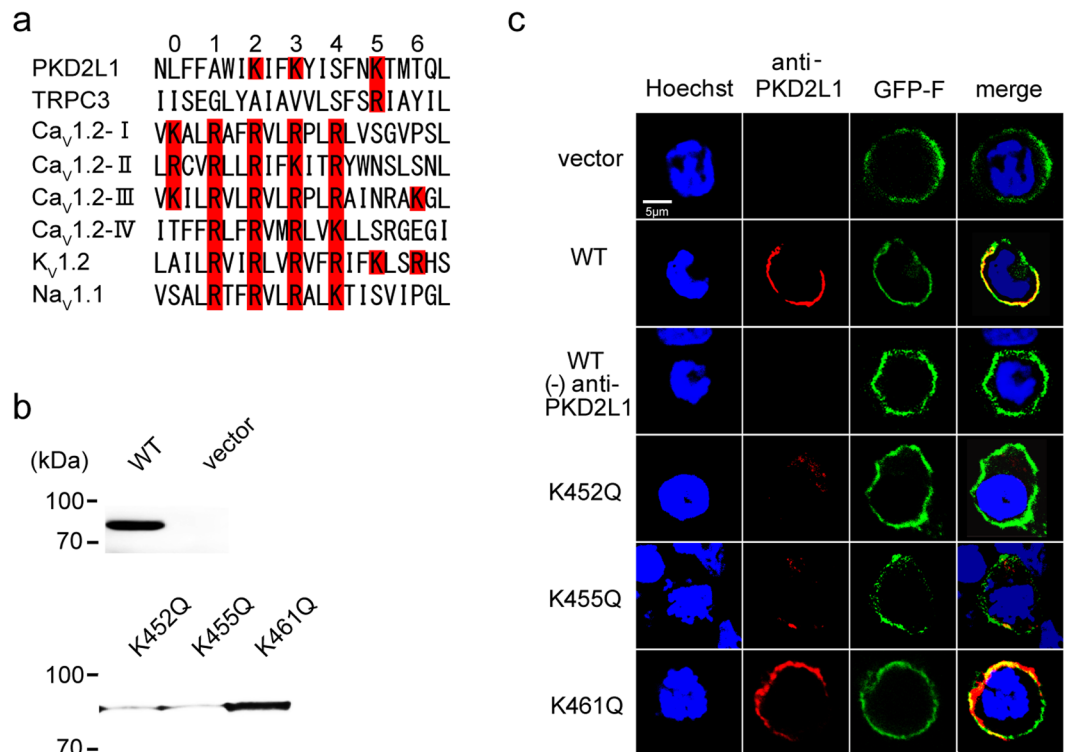 a
0 1 2 3 4 5 6
PKD2L1 NLFFAWIKIFKYISFNKTMTQL
TRPC3 IISEGLYAIAVVLSFSRIAYIL
CaV1.2-Ⅰ VKALRAFRVLRPLRLVSGVPSL
CaV1.2-Ⅱ LRCVRLLRIFKITRYWNSLSNL
CaV1.2-Ⅲ VKILRVLRVLRPLRAINRAKGL
CaV1.2-Ⅳ ITFFRLFRVMRLVKLLSRGEGI
KV1.2 LAILRVIRLVRVFRIFKLSRHS
NaV1.1 VSALRTFRVLRALKTISVIPGL
b
(kDa) WT vector
100
70
K452Q K455Q K461Q
100
70
c
Hoechst anti-PKD2L1 GFP-F merge
vector
5μm
WT
WT
(-) anti-
PKD2L1
K452Q
K455Q
K461Q